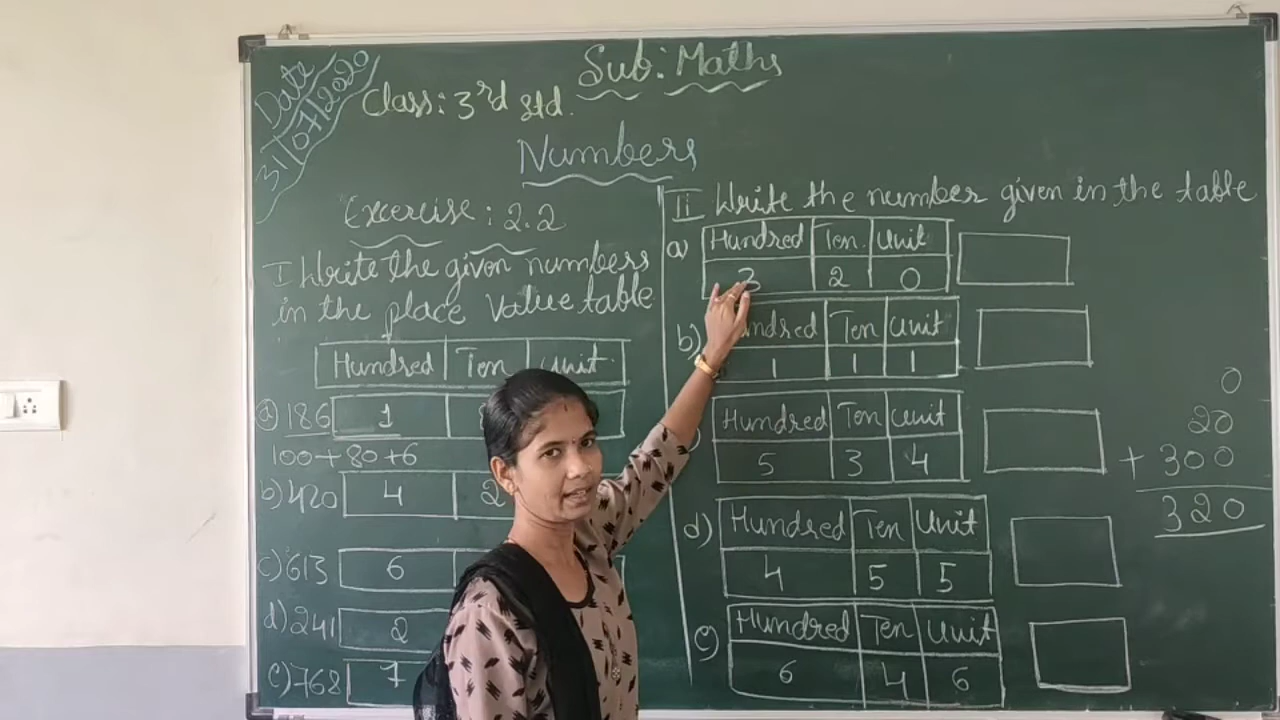 Date
31/07/2020
Sub: Maths
Class: 3rd std.
Numbers
Excercise: 2.2
I Write the given numbers
in the place value table
Hundred Ten Unit
a) 186 1
100+80+6
b) 420 4 2
c) 613 6
d) 241 2
e) 768 7
II Write the number given in the table
a) Hundred Ten Unit
3 2 0
b) Hundred Ten Unit
1 1 1
Hundred Ten Unit
5 3 4
d) Hundred Ten Unit
4 5 5
e) Hundred Ten Unit
6 4 6
0
20
+ 300
320